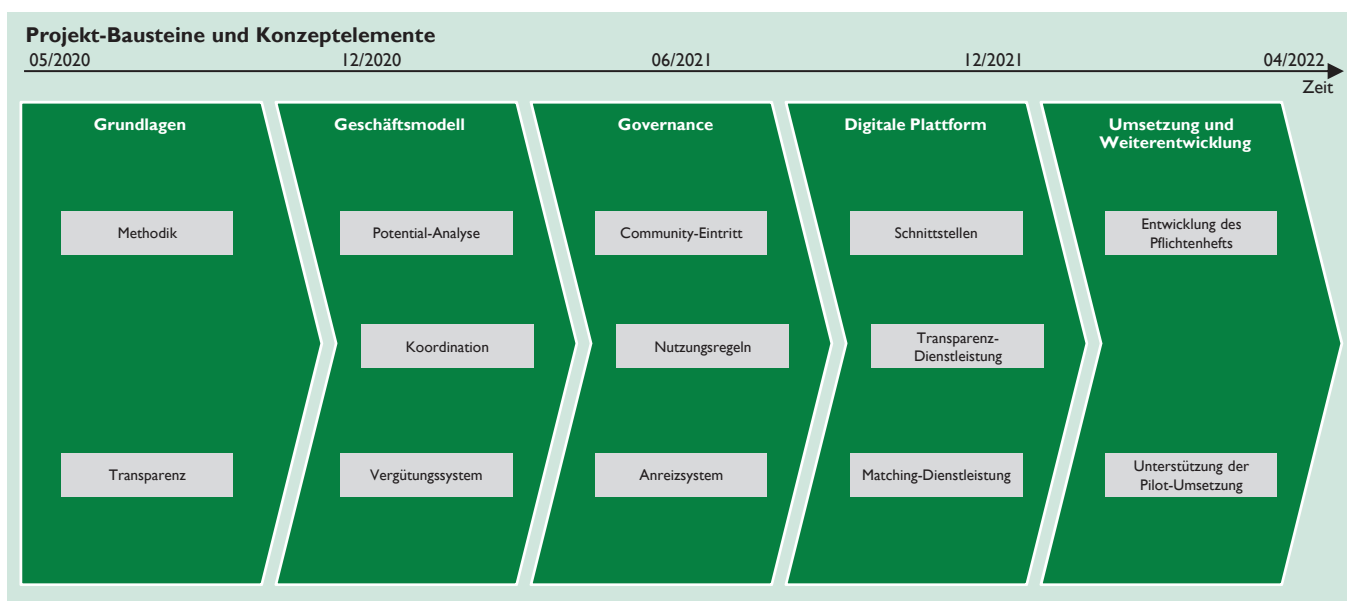 Projekt-Bausteine und Konzeptelemente
05/2020 12/2020 06/2021 12/2021 04/2022
Zeit
Grundlagen
Methodik
Transparenz
Geschäftsmodell
Potential-Analyse
Koordination
Vergütungssystem
Governance
Community-Eintritt
Nutzungsregeln
Anreizsystem
Digitale Plattform
Schnittstellen
Transparenz-
Dienstleistung
Matching-Dienstleistung
Umsetzung und
Weiterentwicklung
Entwicklung des
Pflichtenhefts
Unterstützung der
Pilot-Umsetzung